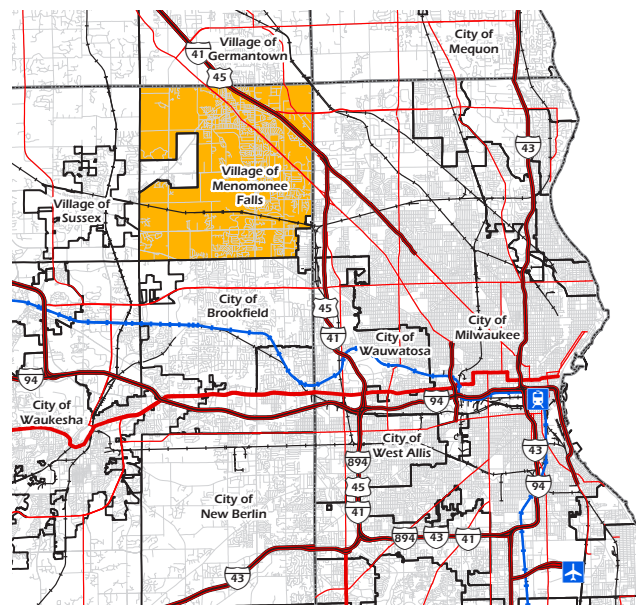 City of
Mequon
Village of
Germantown
41
45
43
Village of
Menomonee
Falls
Village of
Sussex
City of
Brookfield
45
41
City of
Wauwatosa
City of
Milwaukee
94
94
City of
Waukesha
City of
West Allis
43
894
94
45
City of
New Berlin
41
894
43
41
43